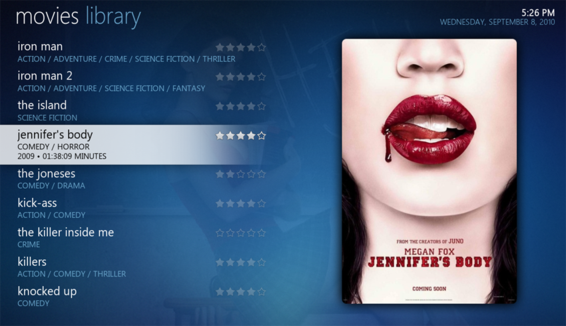 movies library
5:26 PM
WEDNESDAY, SEPTEMBER 8, 2010
iron man
ACTION / ADVENTURE / CRIME / SCIENCE FICTION / THRILLER
iron man 2
ACTION / ADVENTURE / SCIENCE FICTION / FANTASY
the island
SCIENCE FICTION
jennifer's body
COMEDY / HORROR
2009 • 01:38:09 MINUTES
the joneses
COMEDY / DRAMA
kick-ass
ACTION / COMEDY
the killer inside me
CRIME
killers
ACTION / COMEDY / THRILLER
knocked up
COMEDY
FROM THE CREATORS OF JUNO
MEGAN FOX
JENNIFER'S BODY
COMING SOON